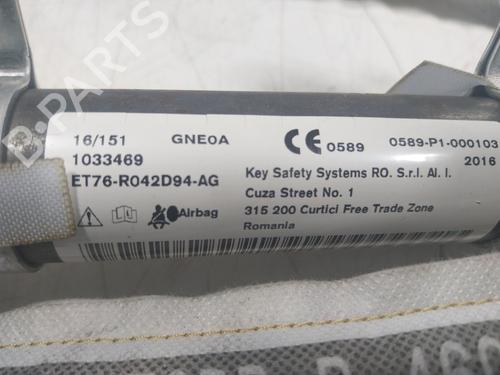 B-PARTS
16/151 GNE0A
1033469
ET76-R042D94-AG
Airbag
CE 0589 0589-P1-000103
2016
Key Safety Systems RO. S.r.l. Al. I.
Cuza Street No. 1
315 200 Curtici Free Trade Zone
Romania